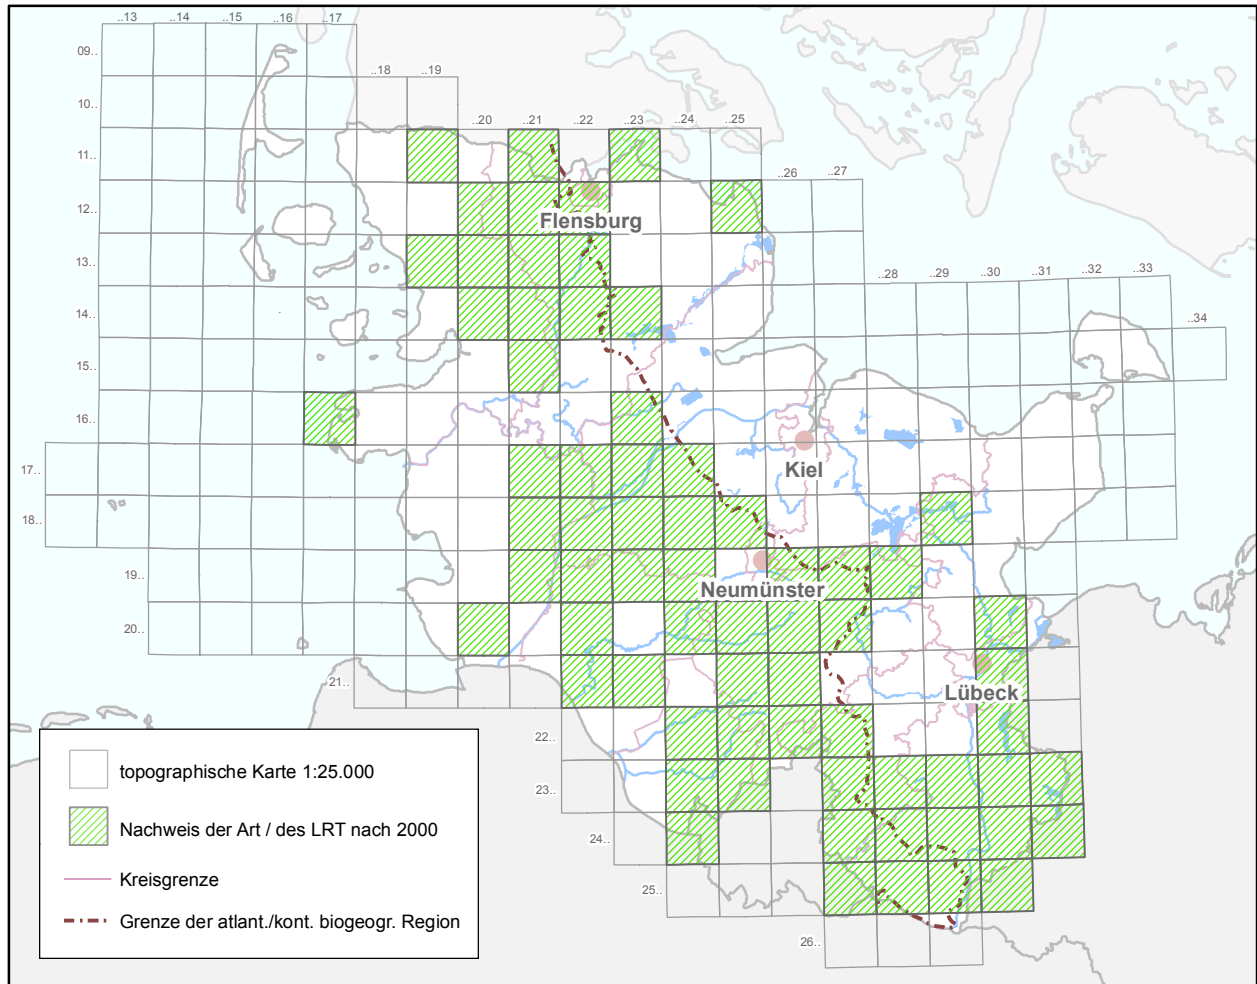 ..13 ..14 ..15 ..16 ..17
09..
..18 ..19
10..
..20 ..21 ..22 ..23 ..24 ..25
11..
..26 ..27
12..
Flensburg
13..
..28 ..29 ..30 ..31 ..32 ..33
14..
..34
15..
16..
Kiel
17..
18..
19..
Neumünster
20..
21..
Lübeck
22..
23..
24..
25..
26..
topographische Karte 1:25.000
Nachweis der Art / des LRT nach 2000
Kreisgrenze
Grenze der atlant./kont. biogeogr. Region